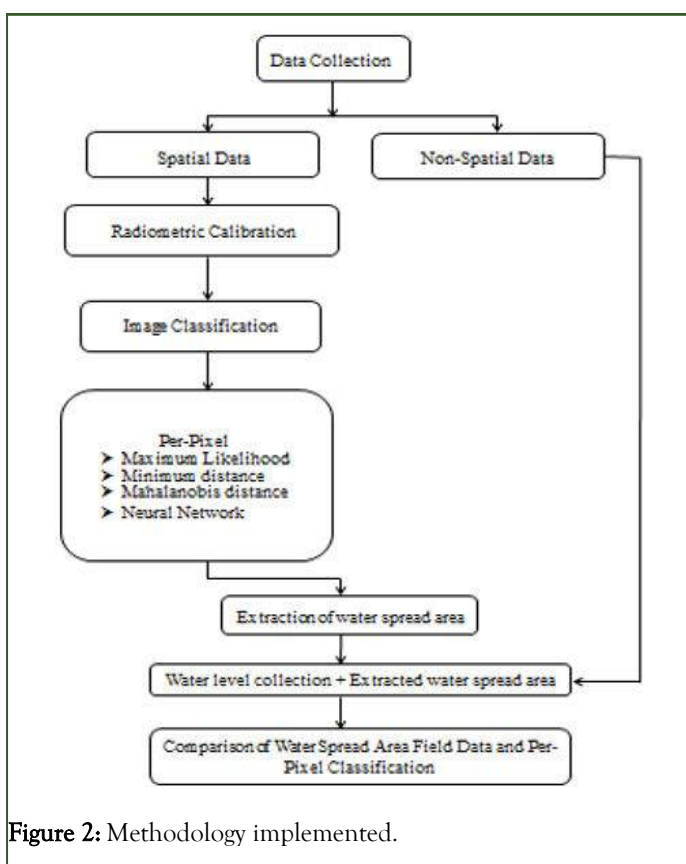 Data Collection
Spatial Data
Non-Spatial Data
Radiometric Calibration
Image Classification
Per-Pixel
➤ Maximum Likelihood
➤ Minimum distance
➤ Mahalanobis distance
➤ Neural Network
Extraction of water spread area
Water level collection + Extracted water spread area
Comparison of Water Spread Area Field Data and Per-
Pixel Classification
Figure 2: Methodology implemented.